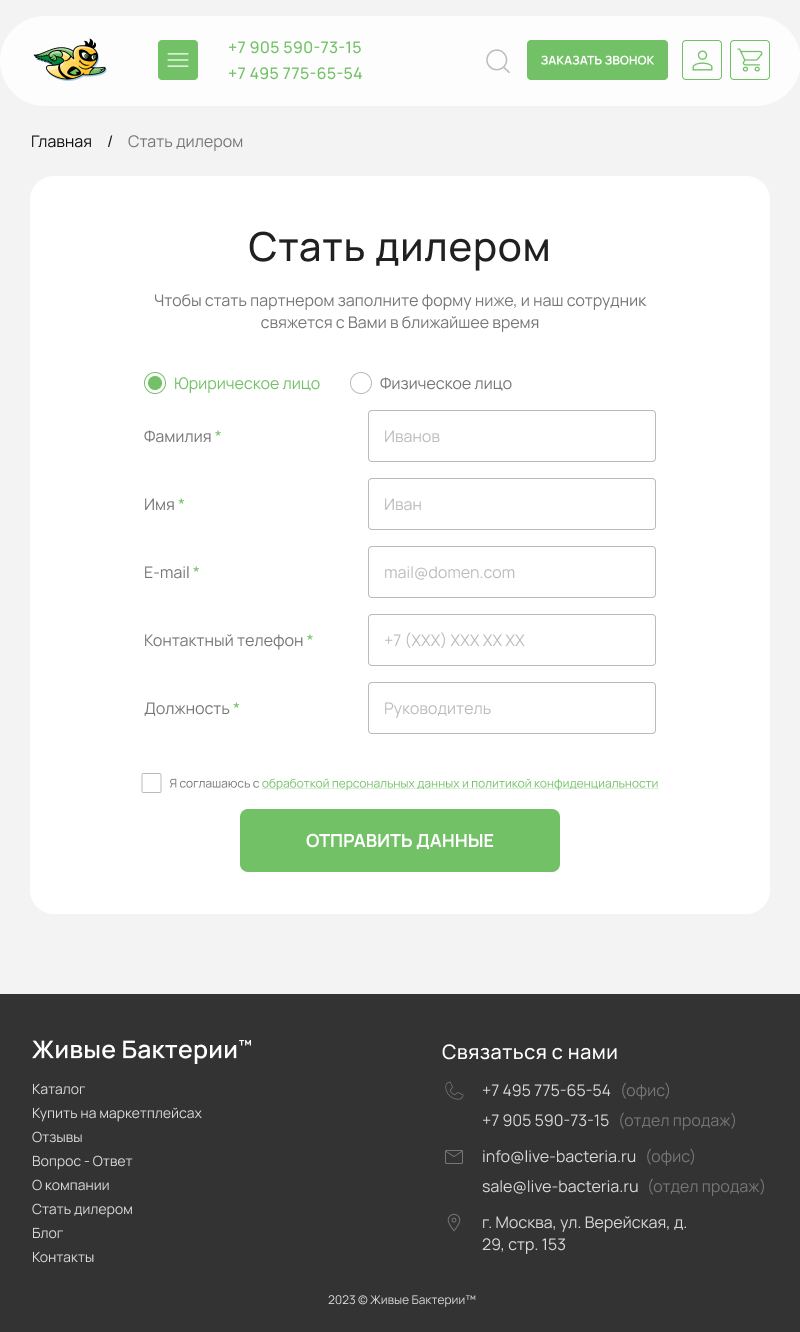 +7 905 590-73-15
+7 495 775-65-54
ЗАКАЗАТЬ ЗВОНОК
Главная / Стать дилером
Стать дилером
Чтобы стать партнером заполните форму ниже, и наш сотрудник
свяжется с Вами в ближайшее время
Юририческое лицо
Физическое лицо
Фамилия *
Иванов
Имя *
Иван
E-mail *
mail@domen.com
Контактный телефон *
+7 (XXX) XXX XX XX
Должность *
Руководитель
Я соглашаюсь с обработкой персональных данных и политикой конфиденциальности
ОТПРАВИТЬ ДАННЫЕ
Живые Бактерии™
Каталог
Купить на маркетплейсах
Отзывы
Вопрос - Ответ
О компании
Стать дилером
Блог
Контакты
Связаться с нами
+7 495 775-65-54 (офис)
+7 905 590-73-15 (отдел продаж)
info@live-bacteria.ru (офис)
sale@live-bacteria.ru (отдел продаж)
г. Москва, ул. Верейская, д.
29, стр. 153
2023 © Живые Бактерии™